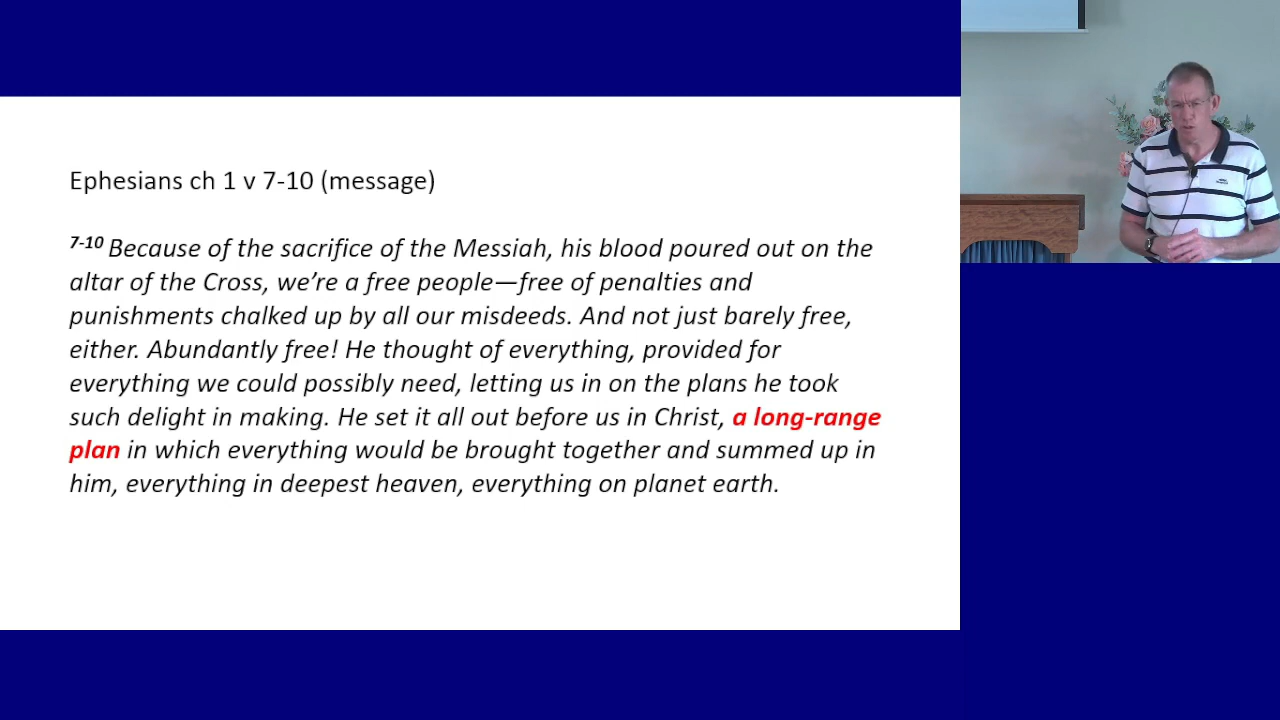 Ephesians ch 1 v 7-10 (message)
7-10 Because of the sacrifice of the Messiah, his blood poured out on the
altar of the Cross, we’re a free people—free of penalties and
punishments chalked up by all our misdeeds. And not just barely free,
either. Abundantly free! He thought of everything, provided for
everything we could possibly need, letting us in on the plans he took
such delight in making. He set it all out before us in Christ, a long-range
plan in which everything would be brought together and summed up in
him, everything in deepest heaven, everything on planet earth.